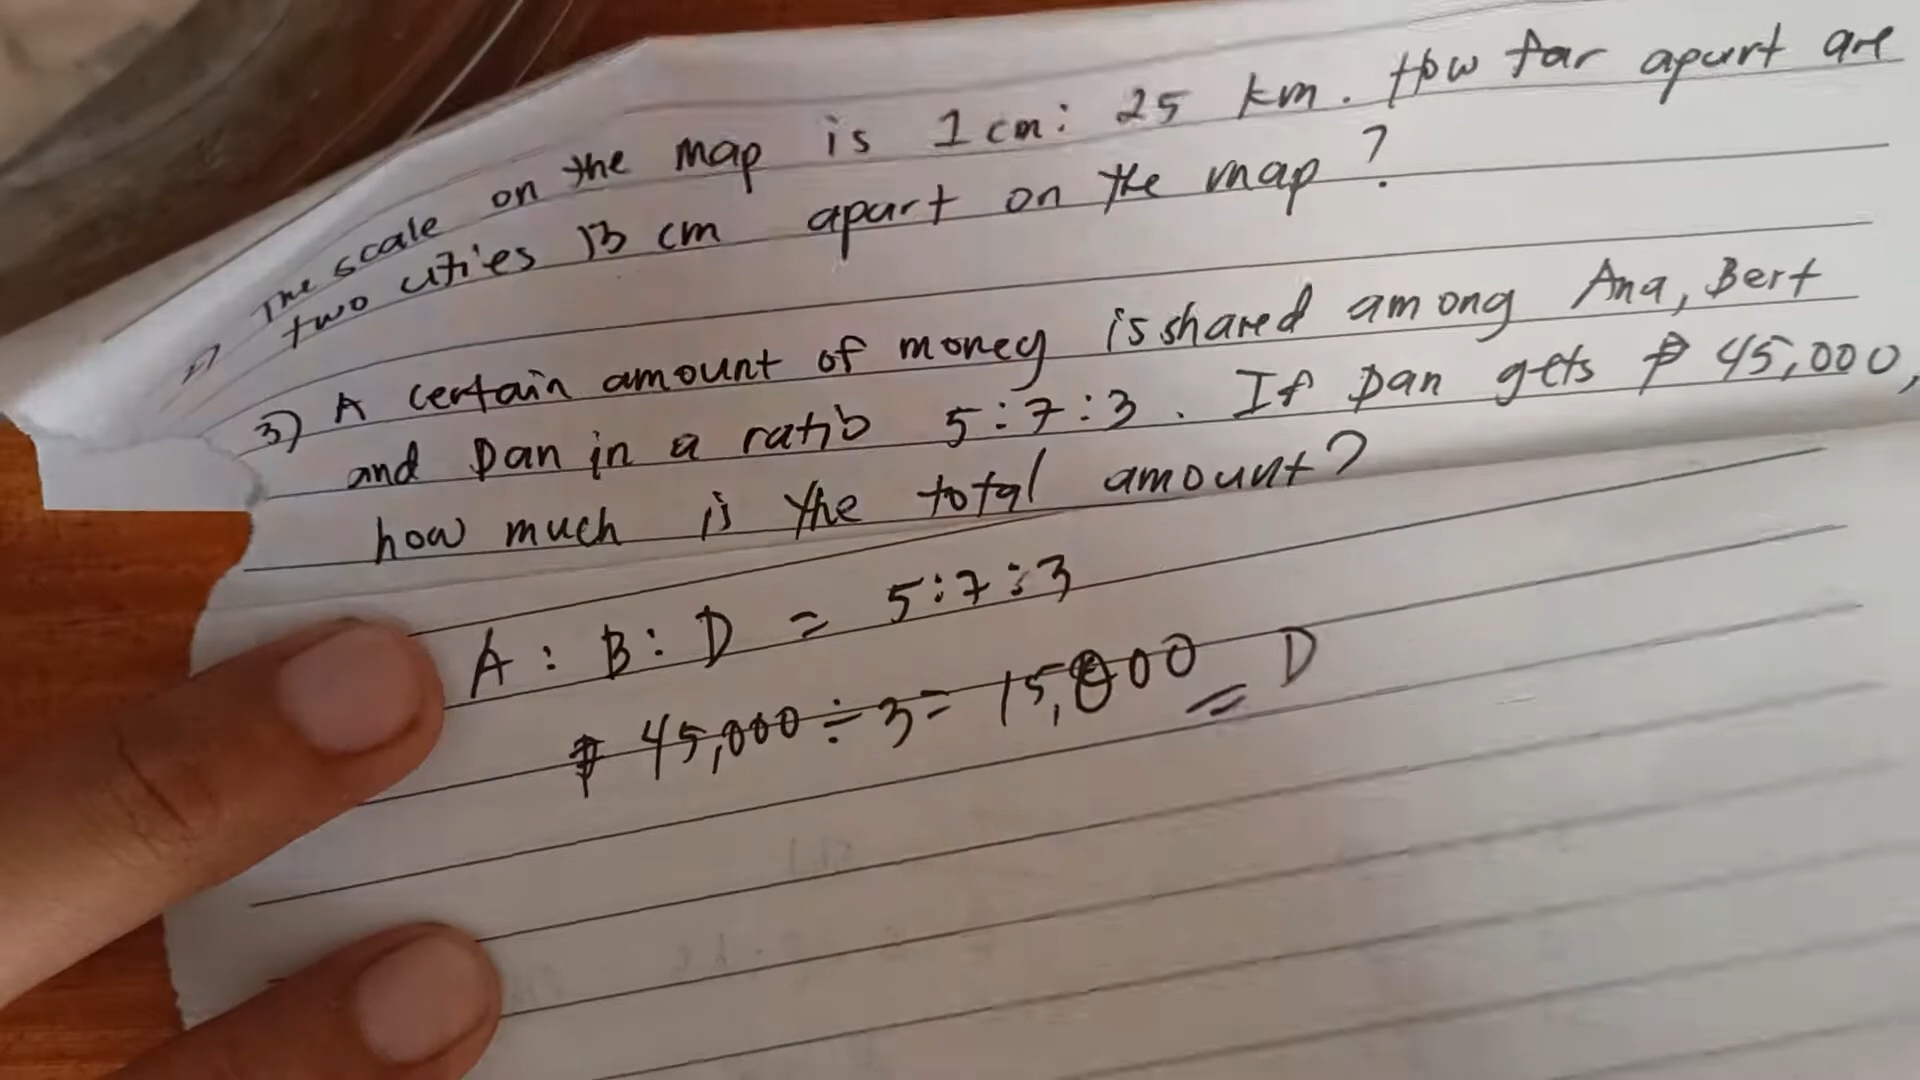 The scale on the map is 1 cm : 25 km. How far apart are
two cities 13 cm apart on the map?
3) A certain amount of money is shared among Ana, Bert
and Dan in a ratio 5:7:3. If Dan gets ₱ 45,000,
how much is the total amount?
A : B : D = 5:7:3
₱ 45,000 ÷ 3 = 15,000 = D